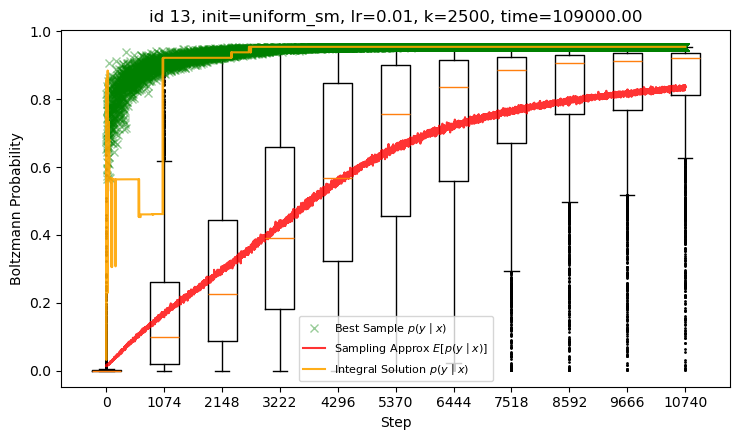 id 13, init=uniform_sm, lr=0.01, k=2500, time=109000.00
Boltzmann Probability
1.0
0.8
0.6
0.4
0.2
0.0
Best Sample p(y | x)
Sampling Approx E[p(y | x)]
Integral Solution p(y | x)
0 1074 2148 3222 4296 5370 6444 7518 8592 9666 10740
Step